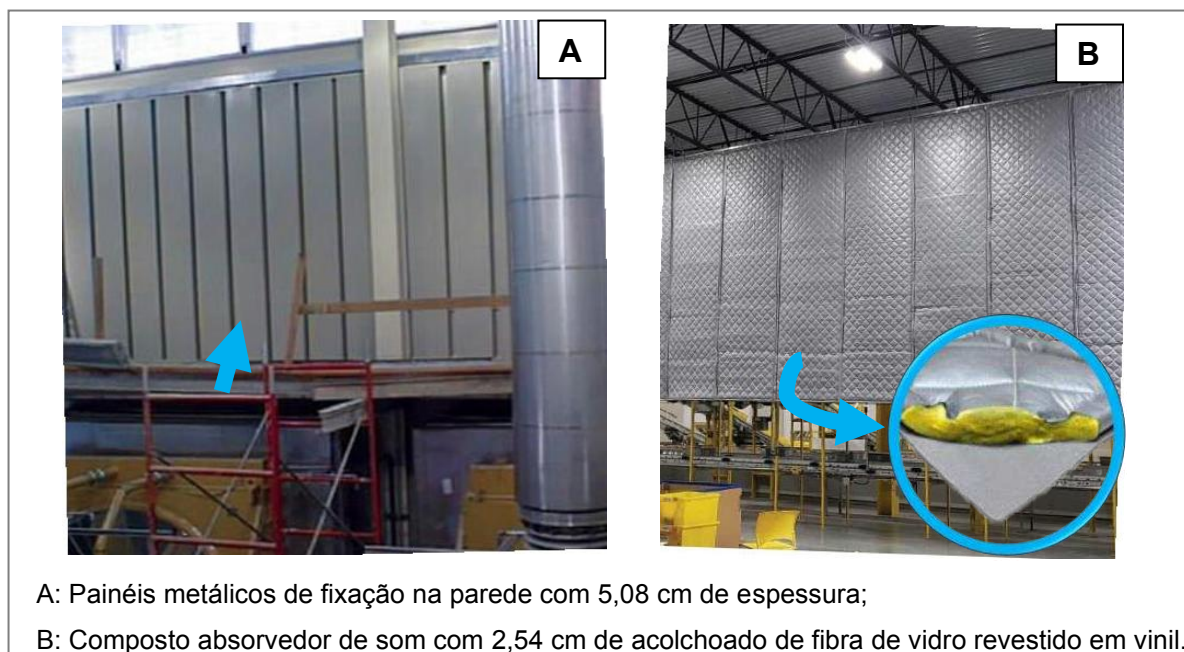 A
B
A: Painéis metálicos de fixação na parede com 5,08 cm de espessura;
B: Composto absorvedor de som com 2,54 cm de acolchoado de fibra de vidro revestido em vinil.